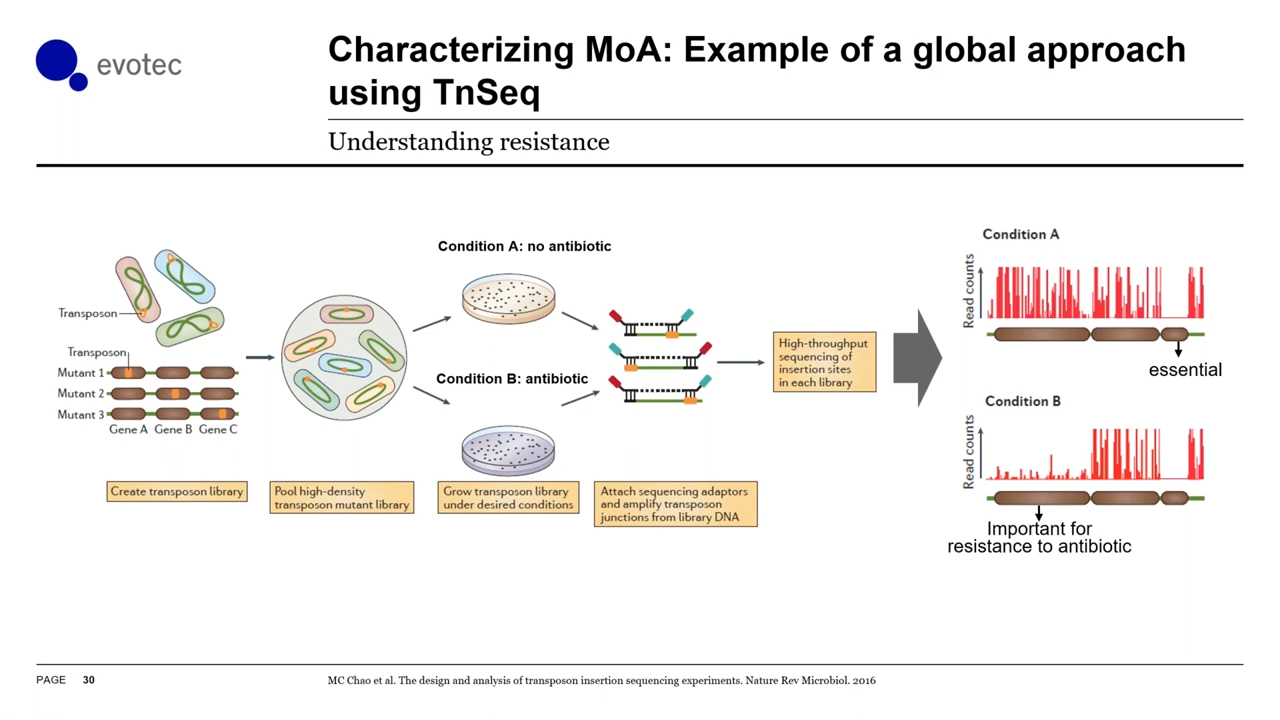 evotec
Characterizing MoA: Example of a global approach
using TnSeq
Understanding resistance
Transposon
Transposon
Mutant 1
Mutant 2
Mutant 3
Gene A Gene B Gene C
Create transposon library
Pool high-density
transposon mutant library
Condition A: no antibiotic
Condition B: antibiotic
Grow transposon library
under desired conditions
Attach sequencing adaptors
and amplify transposon
junctions from library DNA
High-throughput
sequencing of
insertion sites
in each library
Condition A
Read counts
essential
Condition B
Read counts
Important for
resistance to antibiotic
PAGE 30
MC Chao et al. The design and analysis of transposon insertion sequencing experiments. Nature Rev Microbiol. 2016